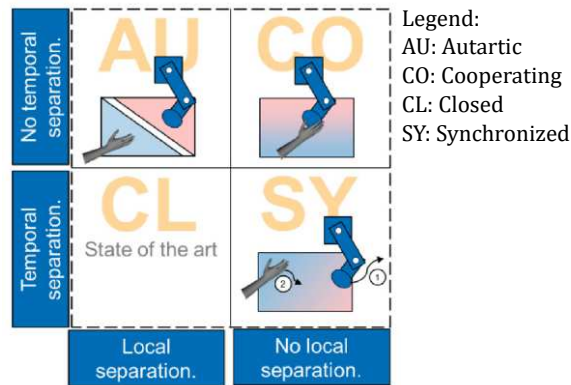 No temporal
separation.
AU
CO
Legend:
AU: Autartic
CO: Cooperating
CL: Closed
SY: Synchronized
Temporal
separation.
CL
State of the art
SY
1
2
Local
separation.
No local
separation.